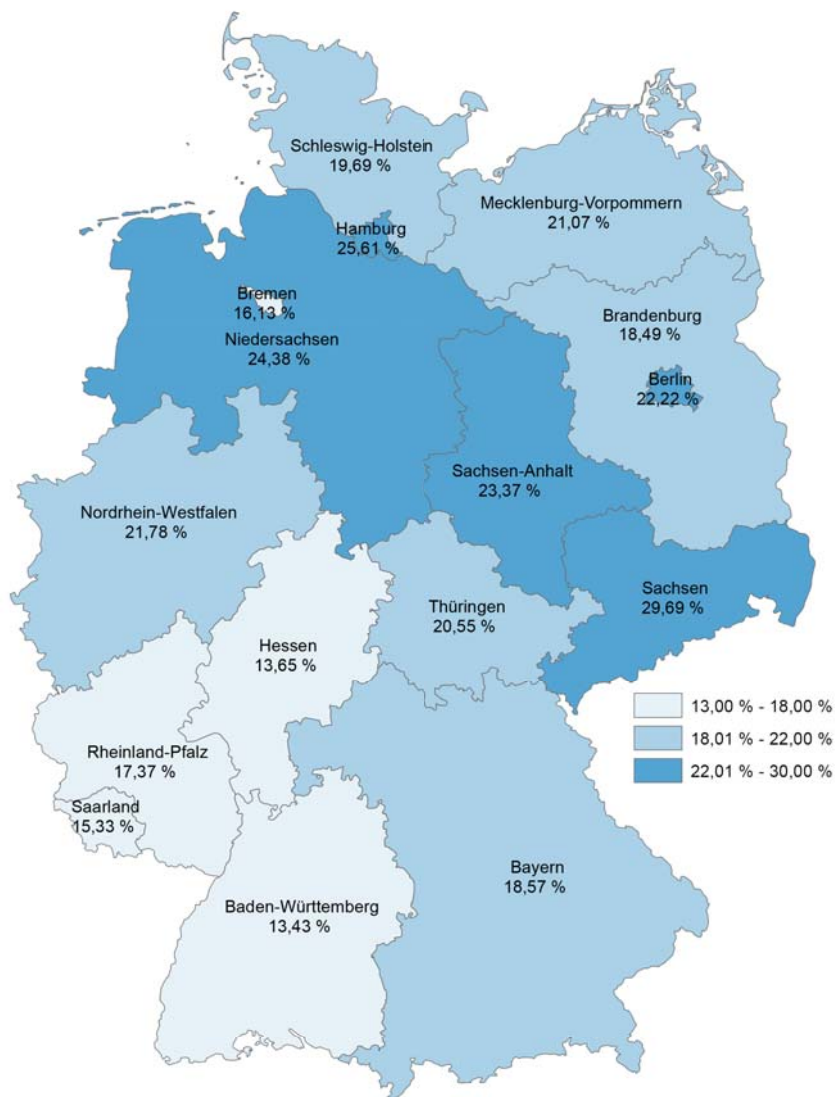 Schleswig-Holstein
19,69 %
Mecklenburg-Vorpommern
21,07 %
Hamburg
25,61 %
Bremen
16,13 %
Niedersachsen
24,38 %
Brandenburg
18,49 %
Berlin
22,22 %
Sachsen-Anhalt
23,37 %
Nordrhein-Westfalen
21,78 %
Sachsen
29,69 %
Thüringen
20,55 %
Hessen
13,65 %
Rheinland-Pfalz
17,37 %
Saarland
15,33 %
Bayern
18,57 %
Baden-Württemberg
13,43 %
13,00 % - 18,00 %
18,01 % - 22,00 %
22,01 % - 30,00 %